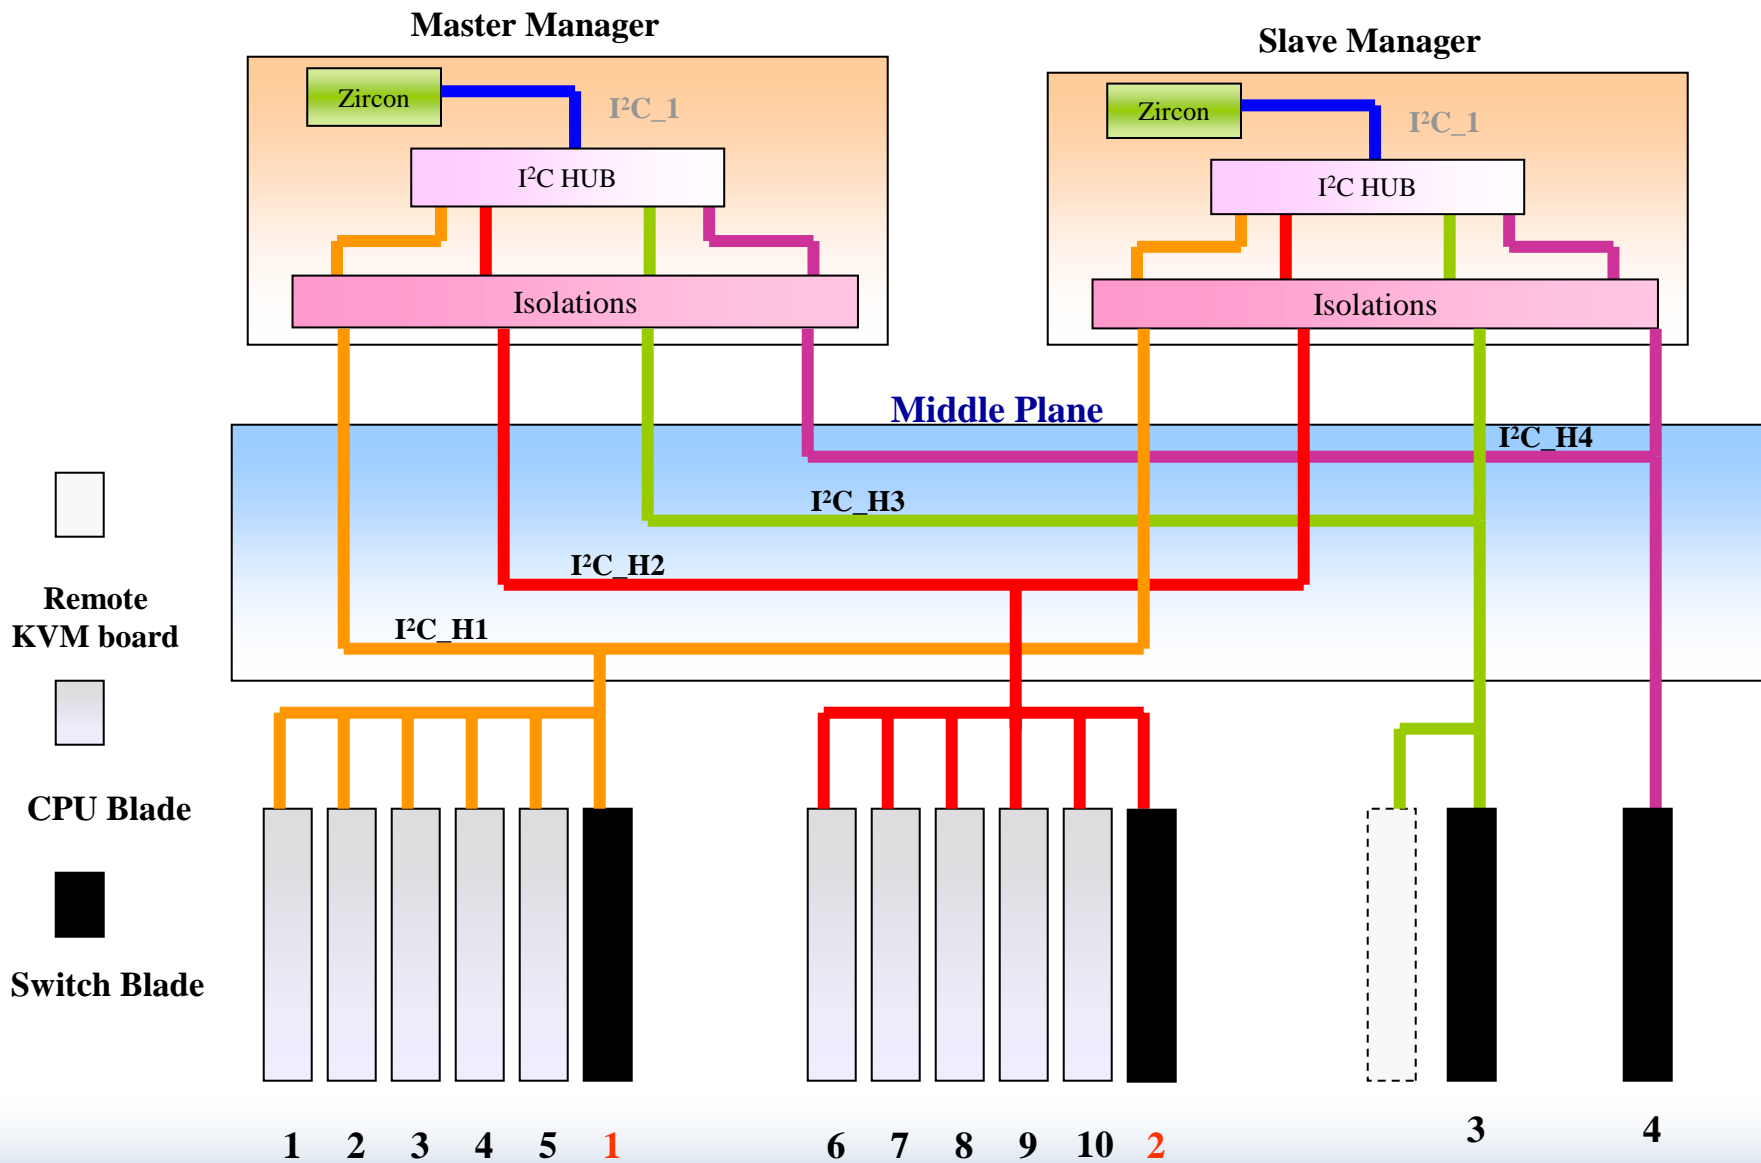 Master Manager
Slave Manager
Zircon
I²C_1
Zircon
I²C_1
I²C HUB
I²C HUB
Isolations
Isolations
Middle Plane
I²C_H4
I²C_H3
I²C_H2
I²C_H1
Remote
KVM board
CPU Blade
Switch Blade
1 2 3 4 5 1 6 7 8 9 10 2 3 4